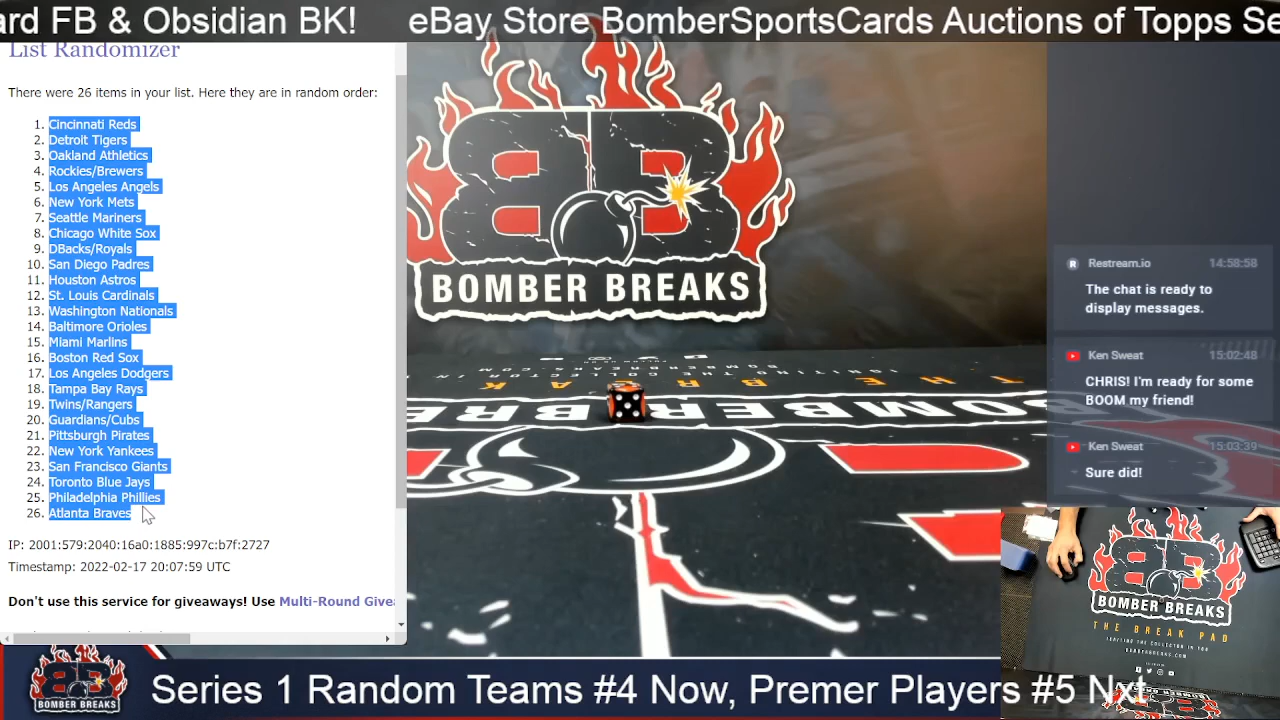 ard FB & Obsidian BK! eBay Store BomberSportsCards Auctions of Topps Se
List Randomizer
There were 26 items in your list. Here they are in random order:
1. Cincinnati Reds
2. Detroit Tigers
3. Oakland Athletics
4. Rockies/Brewers
5. Los Angeles Angels
6. New York Mets
7. Seattle Mariners
8. Chicago White Sox
9. DBacks/Royals
10. San Diego Padres
11. Houston Astros
12. St. Louis Cardinals
13. Washington Nationals
14. Baltimore Orioles
15. Miami Marlins
16. Boston Red Sox
17. Los Angeles Dodgers
18. Tampa Bay Rays
19. Twins/Rangers
20. Guardians/Cubs
21. Pittsburgh Pirates
22. New York Yankees
23. San Francisco Giants
24. Toronto Blue Jays
25. Philadelphia Phillies
26. Atlanta Braves
IP: 2001:579:2040:16a0:1885:997c:b7f:2727
Timestamp: 2022-02-17 20:07:59 UTC
Don't use this service for giveaways! Use Multi-Round Givea
BB
BOMBER BREAKS
Restream.io 14:58:58
The chat is ready to
display messages.
Ken Sweat 15:02:48
CHRIS! I'm ready for some
BOOM my friend!
Ken Sweat 15:03:39
Sure did!
BB
BOMBER BREAKS
THE BREAK PAD
BB
BOMBER BREAKS
Series 1 Random Teams #4 Now, Premer Players #5 Nxt